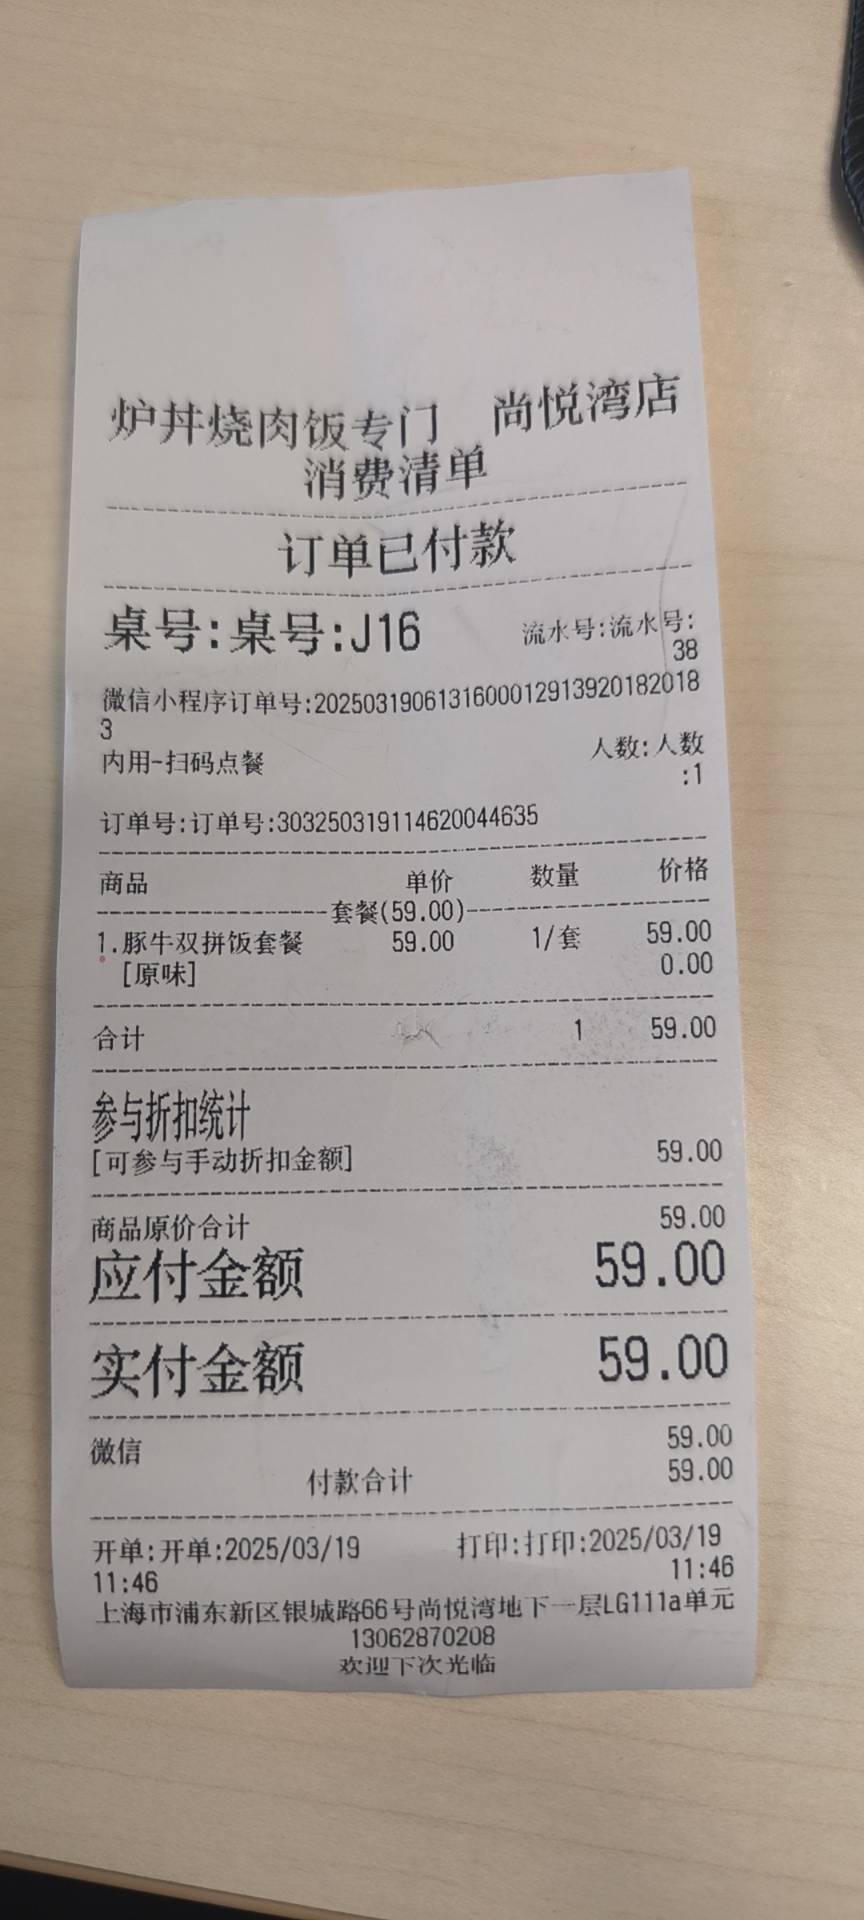 炉丼烧肉饭专门 尚悦湾店
消费清单
订单已付款
桌号:桌号:J16 流水号:流水号:
38
微信小程序订单号:2025031906131600012913920182018
3
内用-扫码点餐 人数:人数
:1
订单号:订单号:303250319114620044635
商品 单价 数量 价格
套餐(59.00)
1.豚牛双拼饭套餐 59.00 1/套 59.00
[原味] 0.00
合计 1 59.00
参与折扣统计
[可参与手动折扣金额] 59.00
商品原价合计 59.00
应付金额 59.00
实付金额 59.00
微信 59.00
付款合计 59.00
开单:开单:2025/03/19 打印:打印:2025/03/19
11:46 11:46
上海市浦东新区银城路66号尚悦湾地下一层LG111a单元
13062870208
欢迎下次光临